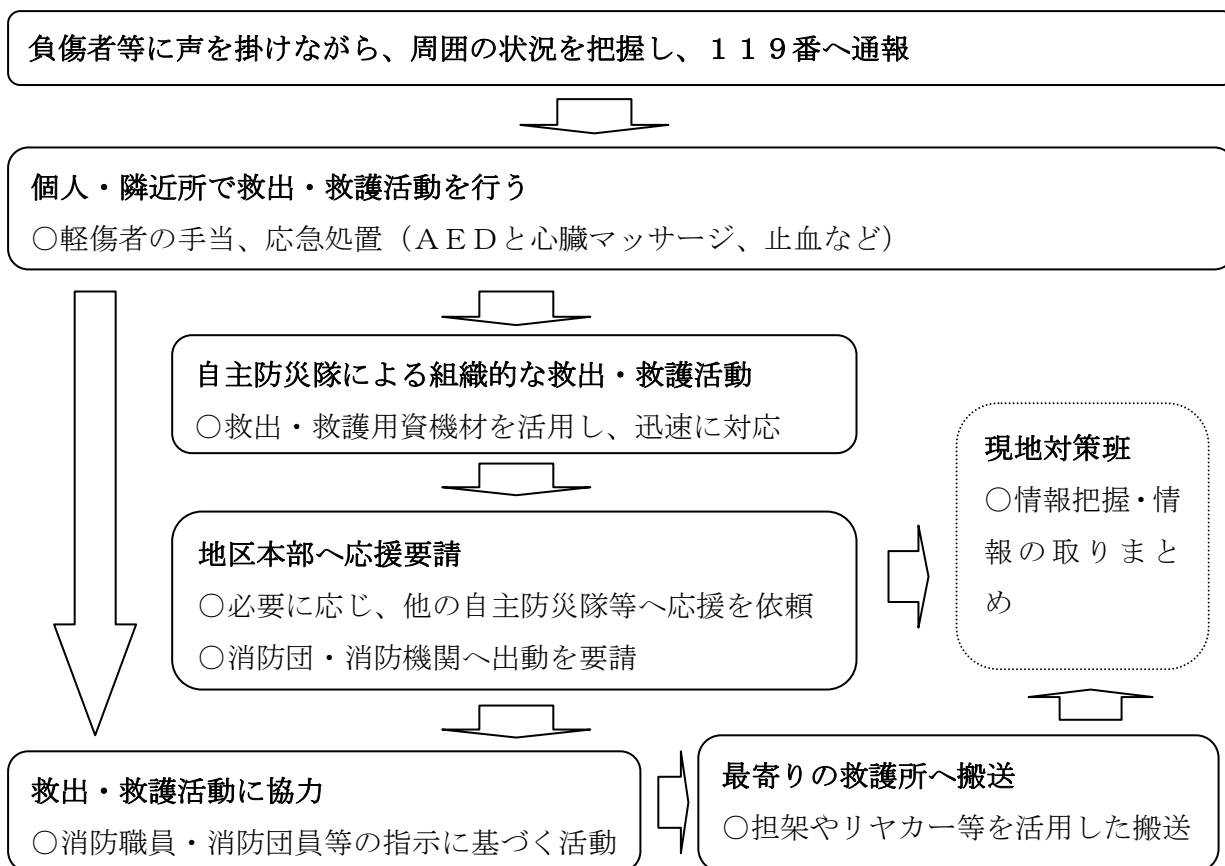 負傷者等に声を掛けながら、周囲の状況を把握し、１１９番へ通報
個人・隣近所で救出・救護活動を行う
○軽傷者の手当、応急処置（ＡＥＤと心臓マッサージ、止血など）
自主防災隊による組織的な救出・救護活動
○救出・救護用資機材を活用し、迅速に対応
地区本部へ応援要請
○必要に応じ、他の自主防災隊等へ応援を依頼
○消防団・消防機関へ出動を要請
現地対策班
○情報把握・情
報の取りまと
め
救出・救護活動に協力
○消防職員・消防団員等の指示に基づく活動
最寄りの救護所へ搬送
○担架やリヤカー等を活用した搬送